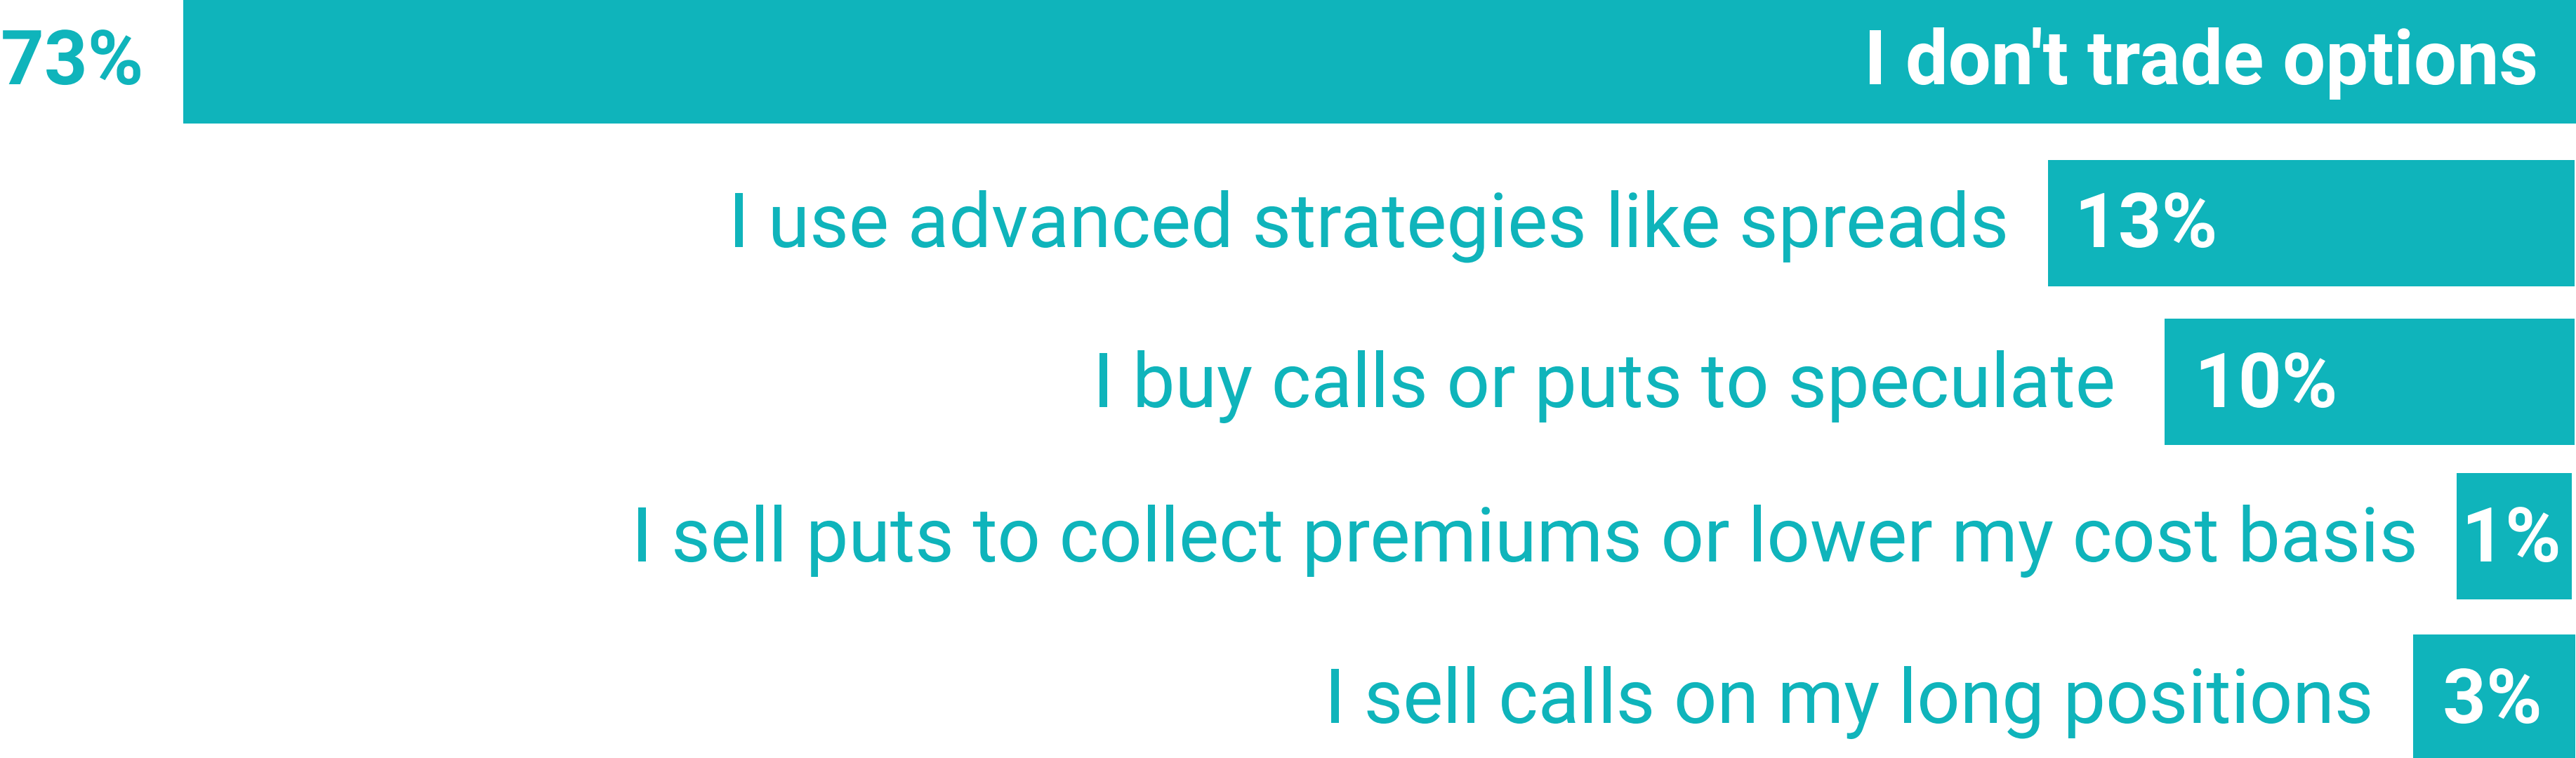 73% I don't trade options
I use advanced strategies like spreads 13%
I buy calls or puts to speculate 10%
I sell puts to collect premiums or lower my cost basis 1%
I sell calls on my long positions 3%